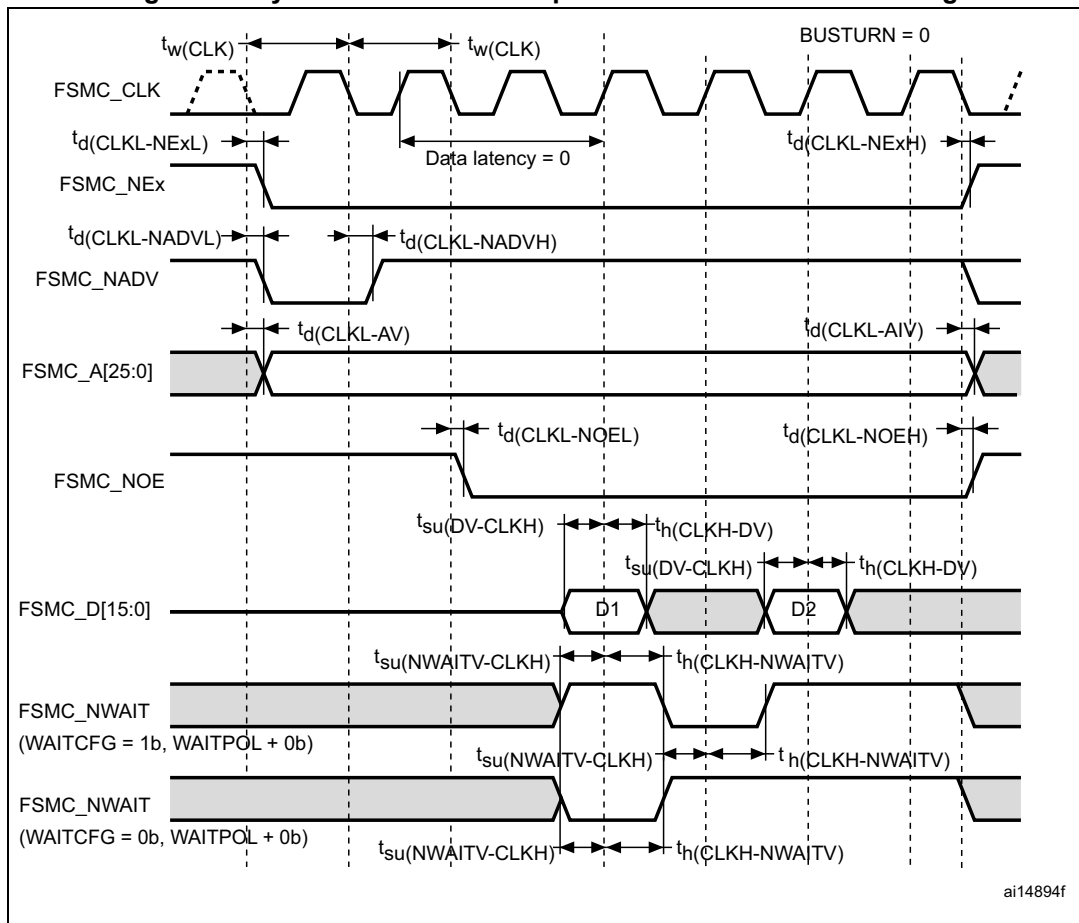 BUSTURN = 0
tw(CLK) tw(CLK)
FSMC_CLK
td(CLKL-NExL) Data latency = 0 td(CLKL-NExH)
FSMC_NEx
td(CLKL-NADVL) td(CLKL-NADVH)
FSMC_NADV
td(CLKL-AV) td(CLKL-AIV)
FSMC_A[25:0]
td(CLKL-NOEL) td(CLKL-NOEH)
FSMC_NOE
tsu(DV-CLKH) th(CLKH-DV)
tsu(DV-CLKH) th(CLKH-DV)
FSMC_D[15:0] D1 D2
tsu(NWAITV-CLKH) th(CLKH-NWAITV)
FSMC_NWAIT
(WAITCFG = 1b, WAITPOL + 0b)
tsu(NWAITV-CLKH) th(CLKH-NWAITV)
FSMC_NWAIT
(WAITCFG = 0b, WAITPOL + 0b)
tsu(NWAITV-CLKH) th(CLKH-NWAITV)
ai14894f